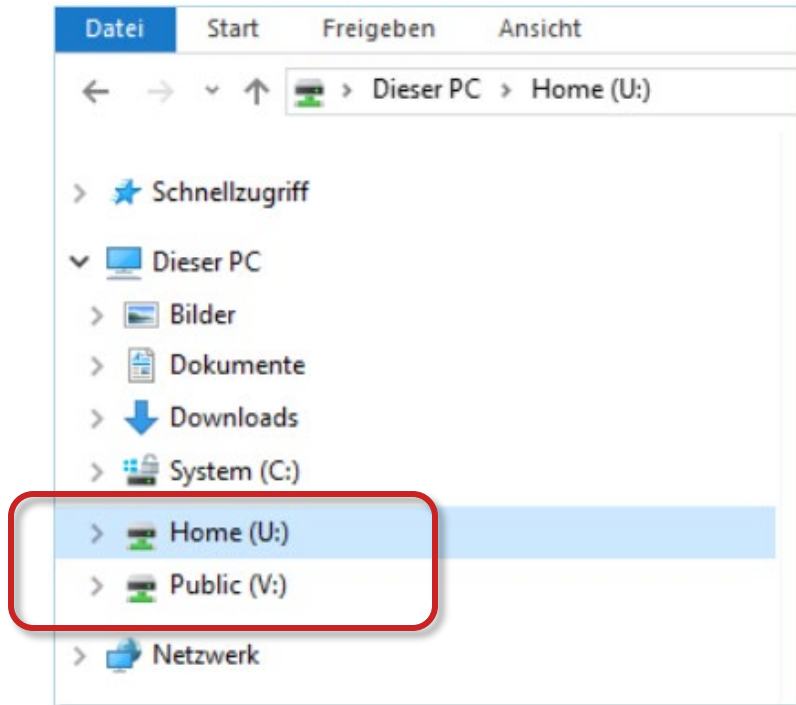 Datei Start Freigeben Ansicht
Dieser PC Home (U:)
Schnellzugriff
Dieser PC
Bilder
Dokumente
Downloads
System (C:)
Home (U:)
Public (V:)
Netzwerk